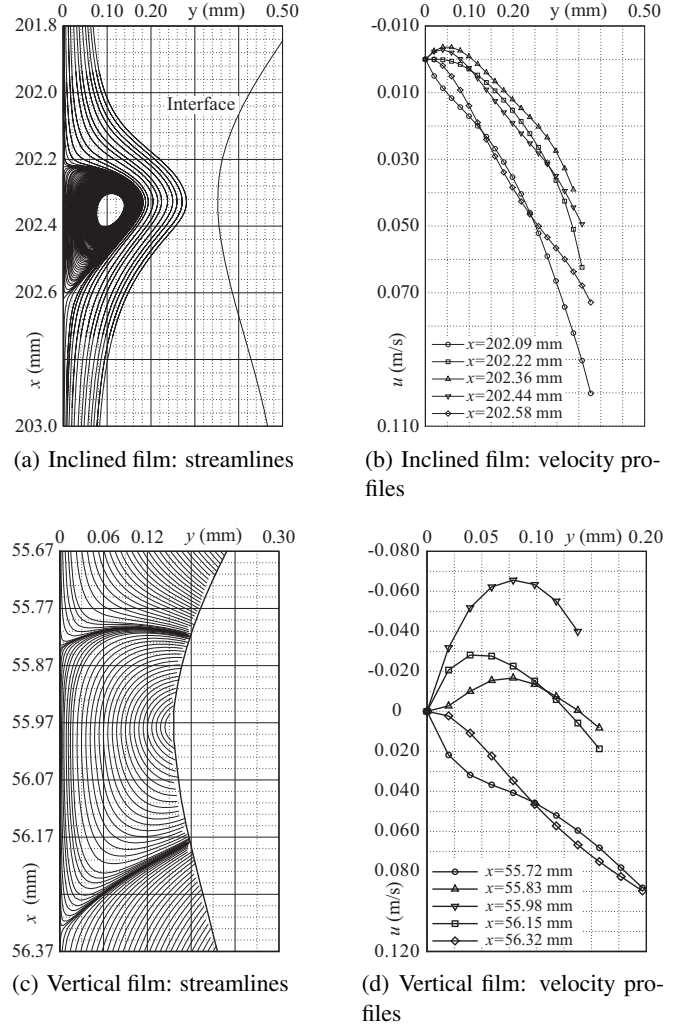 0 0.10 0.20 y (mm) 0.50
201.8
202.0
202.2
202.4
202.6
x (mm)
203.0
Interface
(a) Inclined film: streamlines
0 0.10 0.20 y (mm) 0.50
-0.010
0.010
0.030
0.050
0.070
u (m/s)
0.110
x=202.09 mm
x=202.22 mm
x=202.36 mm
x=202.44 mm
x=202.58 mm
(b) Inclined film: velocity pro-
files
0 0.06 0.12 y (mm) 0.30
55.67
55.77
55.87
55.97
56.07
56.17
x (mm)
56.37
(c) Vertical film: streamlines
0 0.05 0.10 y (mm) 0.20
-0.080
-0.060
-0.040
-0.020
0
0.020
0.040
0.060
0.080
u (m/s)
0.120
x=55.72 mm
x=55.83 mm
x=55.98 mm
x=56.15 mm
x=56.32 mm
(d) Vertical film: velocity pro-
files